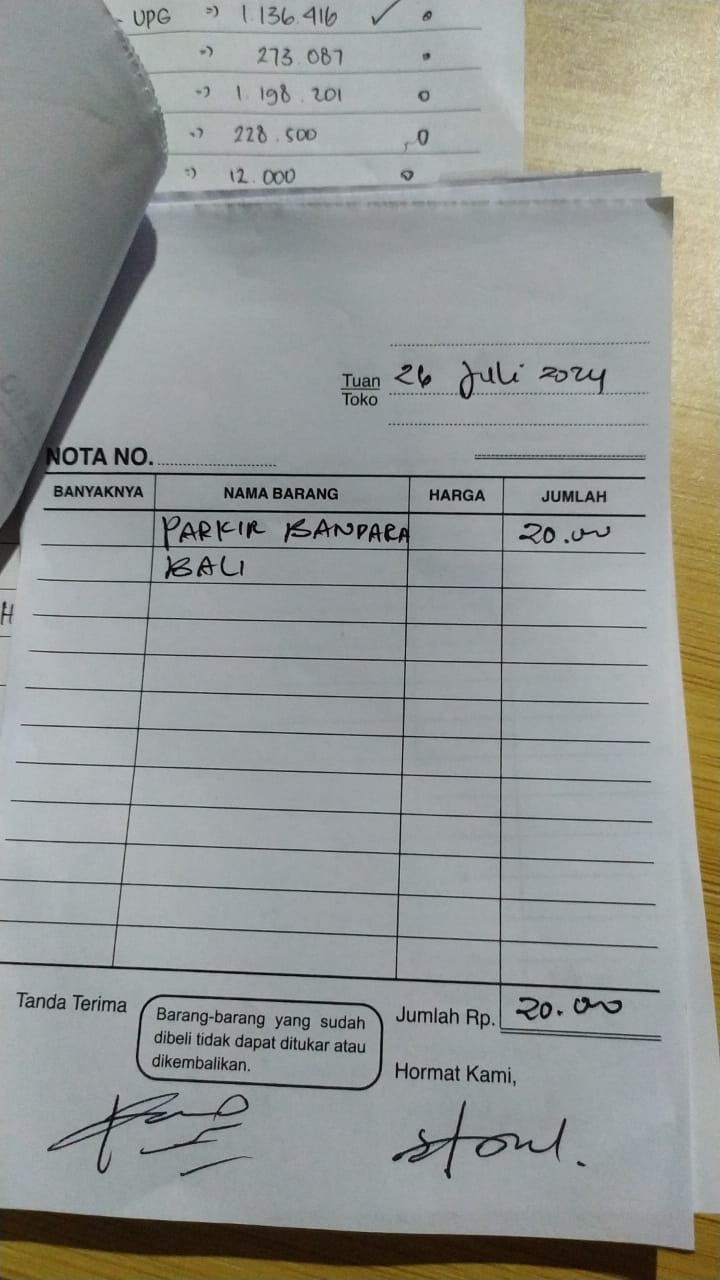 - UPG => 1.136.416 ✓
=> 273.087
=> 1.198.201
=> 228.500
=> 12.000
Tuan 26 Juli 2024
Toko
NOTA NO.
BANYAKNYA NAMA BARANG HARGA JUMLAH
PARKIR BANDARA 20.000
BALI
Tanda Terima
Barang-barang yang sudah
dibeli tidak dapat ditukar atau
dikembalikan.
Jumlah Rp. 20.000
Hormat Kami,
H